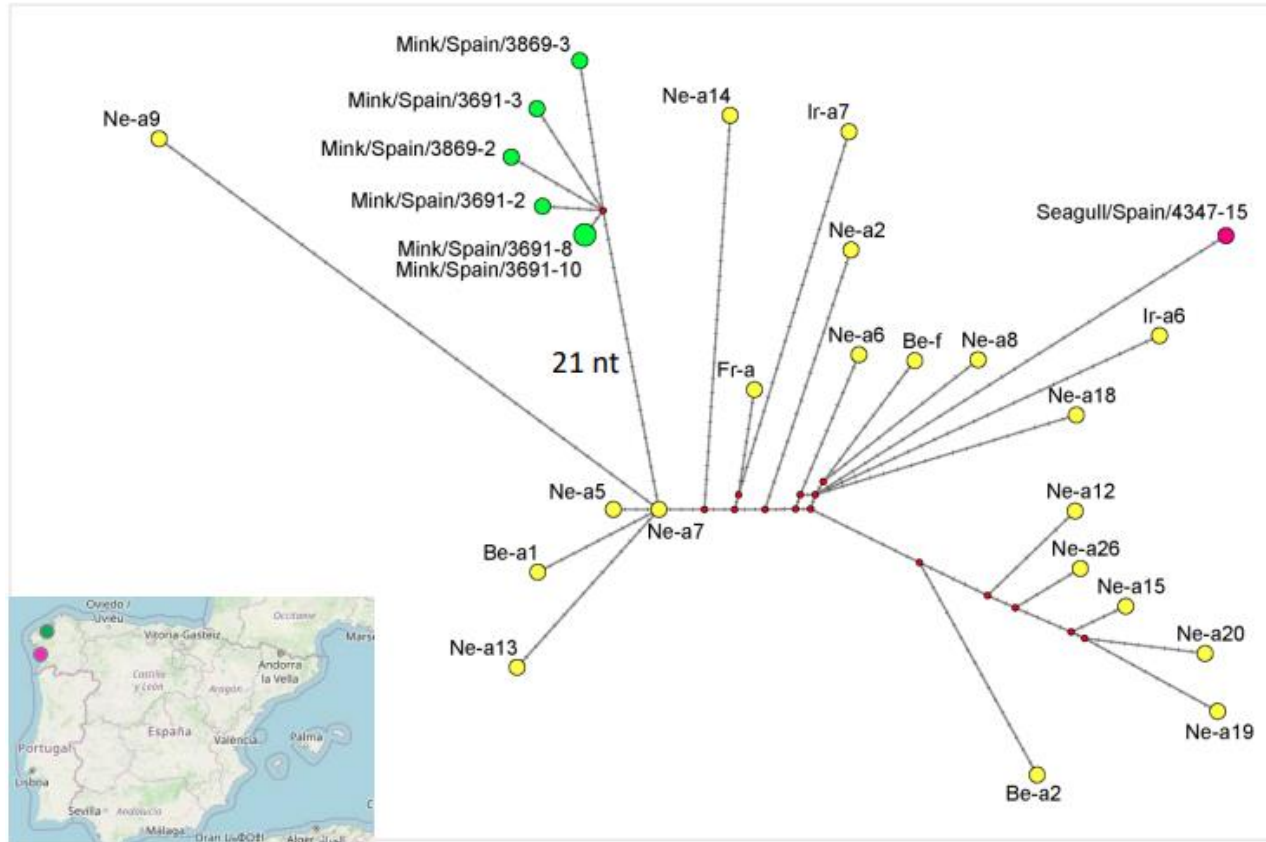 Mink/Spain/3869-3
Mink/Spain/3691-3
Ne-a14
Ir-a7
Ne-a9
Mink/Spain/3869-2
Mink/Spain/3691-2
Seagull/Spain/4347-15
Ne-a2
Mink/Spain/3691-8
Mink/Spain/3691-10
Ir-a6
Ne-a6
Be-f
Ne-a8
21 nt
Fr-a
Ne-a18
Ne-a5
Ne-a12
Ne-a7
Be-a1
Ne-a26
Ne-a15
Ne-a13
Ne-a20
Ne-a19
Be-a2
Oviedo /
Uviéu
Vitoria-Gasteiz
Occitanie
Marse
Andorra
la Vella
Castilla
y León
Aragón
Portugal
España
València
Palma
Lisboa
Sevilla
Andalucía
Málaga